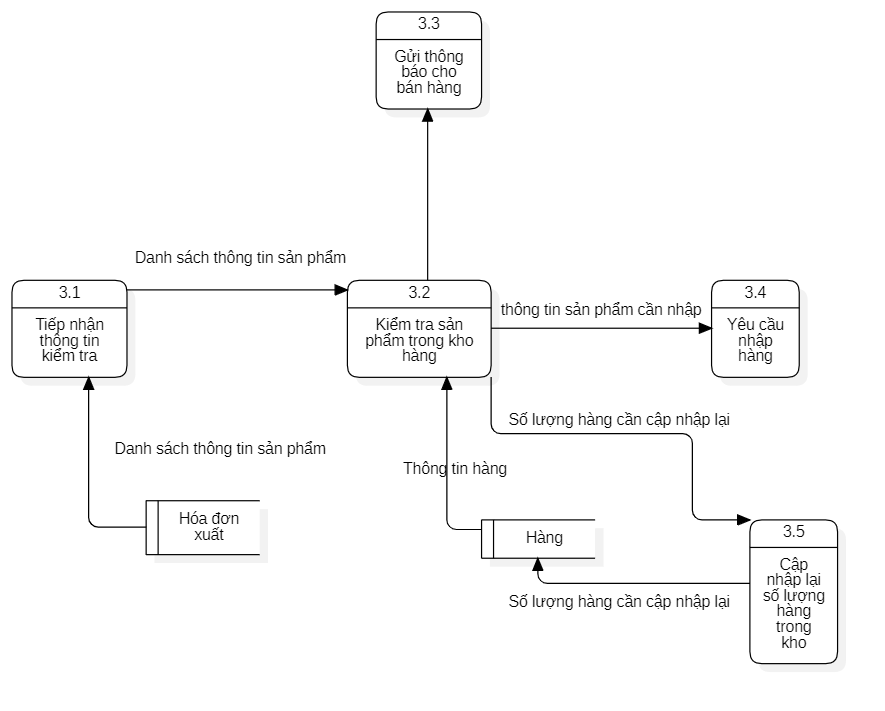 3.3
Gửi thông
báo cho
bán hàng
Danh sách thông tin sản phẩm
3.1
Tiếp nhận
thông tin
kiểm tra
3.2
Kiểm tra sản
phẩm trong kho
hàng
thông tin sản phẩm cần nhập
3.4
Yêu cầu
nhập
hàng
Số lượng hàng cần cập nhập lại
Danh sách thông tin sản phẩm
Thông tin hàng
Hóa đơn
xuất
Hàng
3.5
Cập
nhập lại
số lượng
hàng
trong
kho
Số lượng hàng cần cập nhập lại